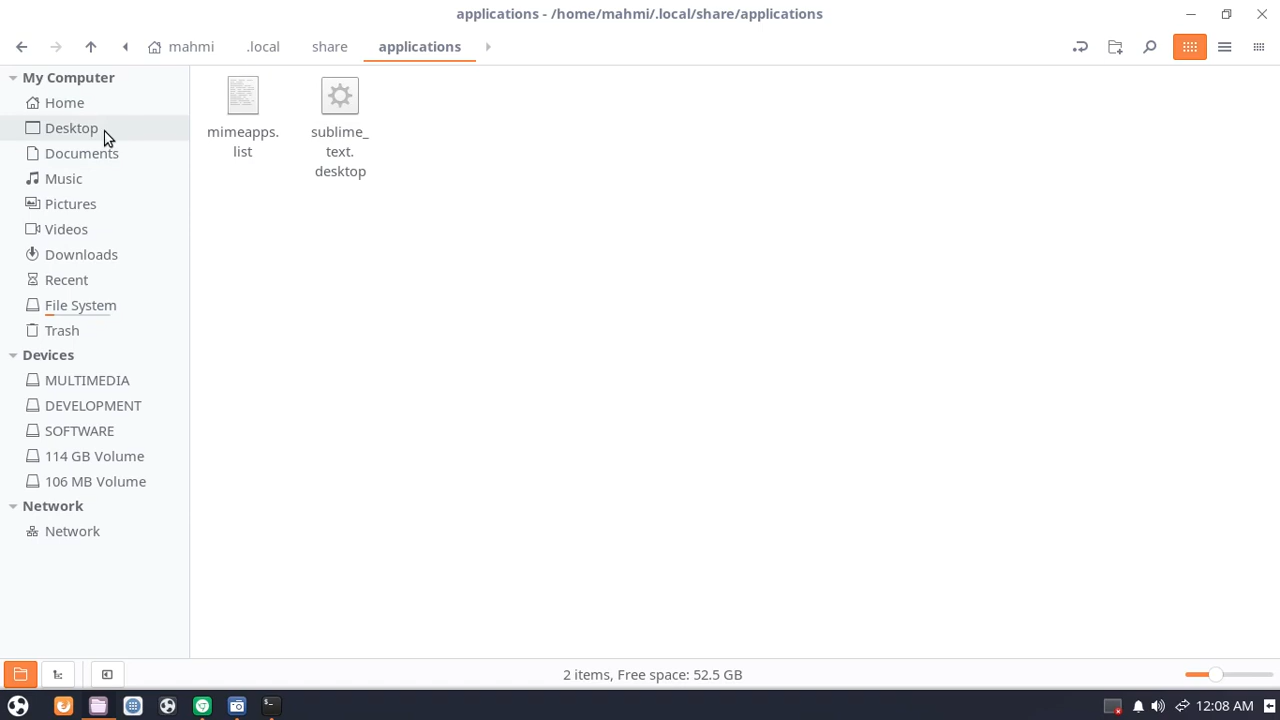 applications - /home/mahmi/.local/share/applications
mahmi .local share applications
My Computer
Home
Desktop
Documents
Music
Pictures
Videos
Downloads
Recent
File System
Trash
Devices
MULTIMEDIA
DEVELOPMENT
SOFTWARE
114 GB Volume
106 MB Volume
Network
Network
mimeapps.
list
sublime_
text.
desktop
2 items, Free space: 52.5 GB
12:08 AM